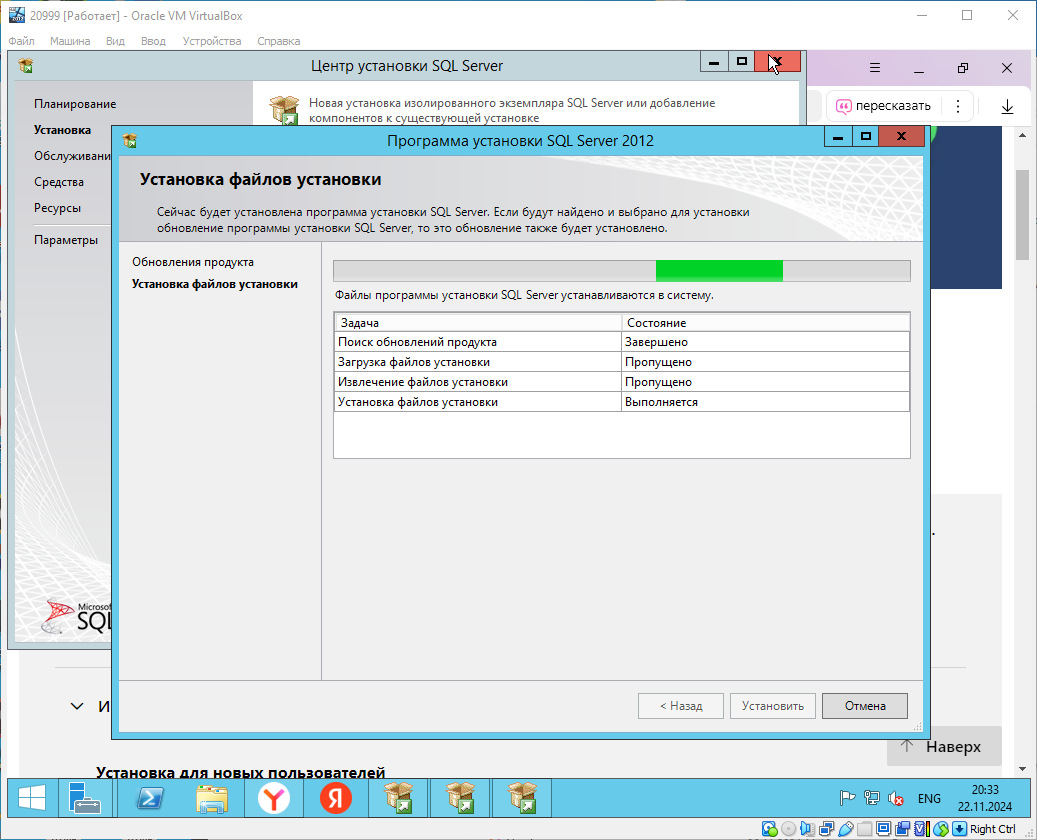 20999 [Работает] - Oracle VM VirtualBox
Файл Машина Вид Ввод Устройства Справка
Центр установки SQL Server
Планирование
Установка
Обслуживани
Средства
Ресурсы
Параметры
Новая установка изолированного экземпляра SQL Server или добавление
компонентов к существующей установке
пересказать
Программа установки SQL Server 2012
Установка файлов установки
Сейчас будет установлена программа установки SQL Server. Если будут найдено и выбрано для установки
обновление программы установки SQL Server, то это обновление также будет установлено.
Обновления продукта
Установка файлов установки
Файлы программы установки SQL Server устанавливаются в систему.
Задача Состояние
Поиск обновлений продукта Завершено
Загрузка файлов установки Пропущено
Извлечение файлов установки Пропущено
Установка файлов установки Выполняется
Microsof
SQL
< Назад Установить Отмена
И
Наверх
Установка для новых пользователей
Я
ENG
20:33
22.11.2024
Right Ctrl